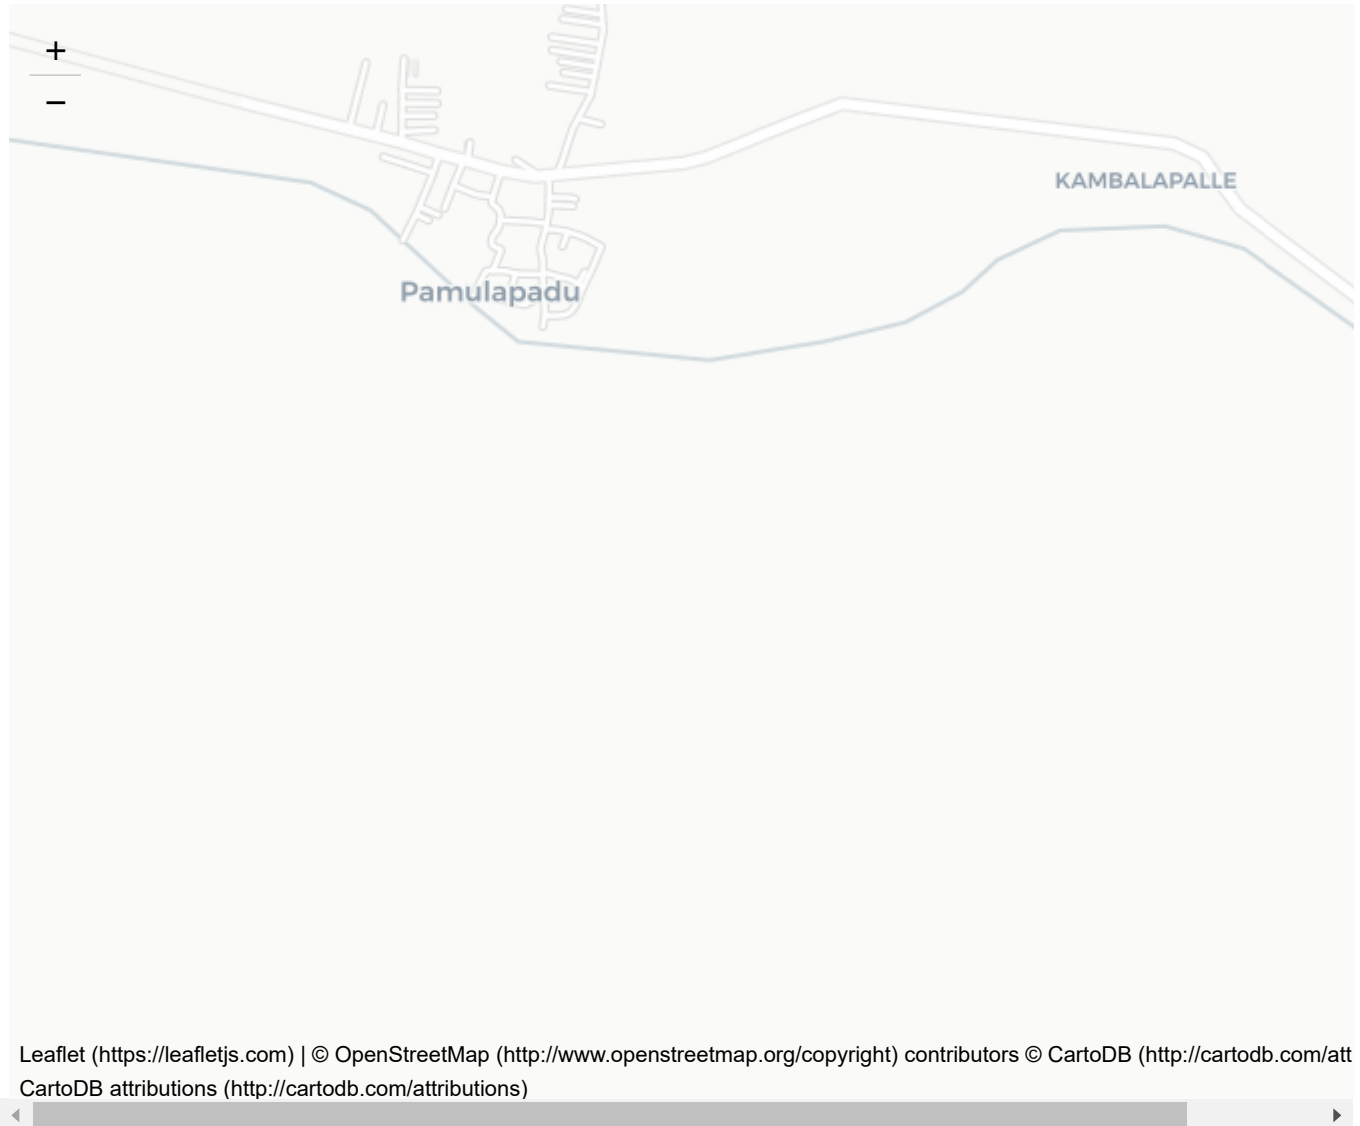 +
−
KAMBALAPALLE
Pamulapadu
Leaflet (https://leafletjs.com) | © OpenStreetMap (http://www.openstreetmap.org/copyright) contributors © CartoDB (http://cartodb.com/att
CartoDB attributions (http://cartodb.com/attributions)